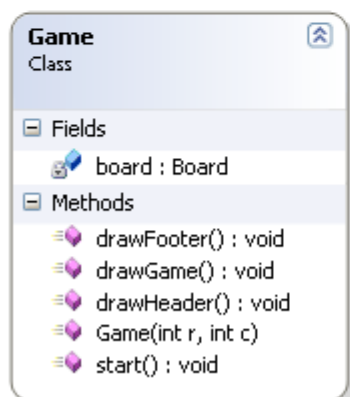 Game
Class
Fields
board : Board
Methods
drawFooter() : void
drawGame() : void
drawHeader() : void
Game(int r, int c)
start() : void